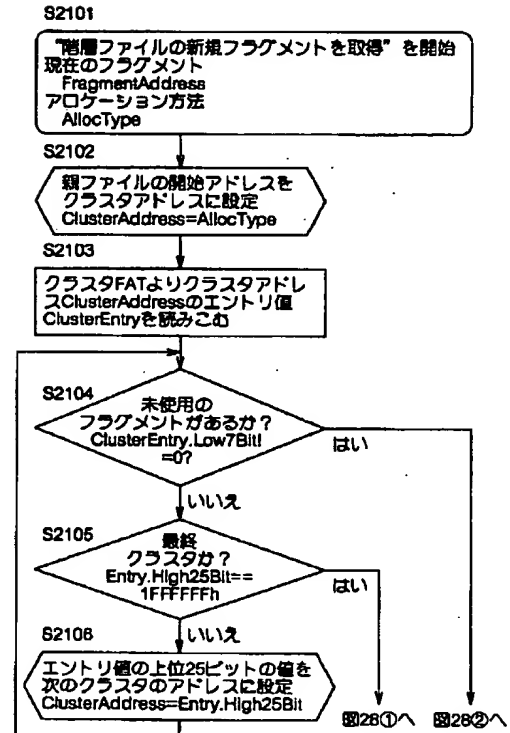 S2101
"階層ファイルの新規フラグメントを取得"を開始
現在のフラグメント
FragmentAddress
アロケーション方法
AllocType
S2102
親ファイルの開始アドレスを
クラスタアドレスに設定
ClusterAddress=AllocType
S2103
クラスタFATよりクラスタアドレ
スClusterAddressのエントリ値
ClusterEntryを読みこむ
S2104
未使用の
フラグメントがあるか?
ClusterEntry.Low7Bit!
=0?
はい
いいえ
S2105
最終
クラスタか?
Entry.High25Bit==
1FFFFFFh
はい
いいえ
S2106
エントリ値の上位25ビットの値を
次のクラスタのアドレスに設定
ClusterAddress=Entry.High25Bit
図28①へ 図28②へ